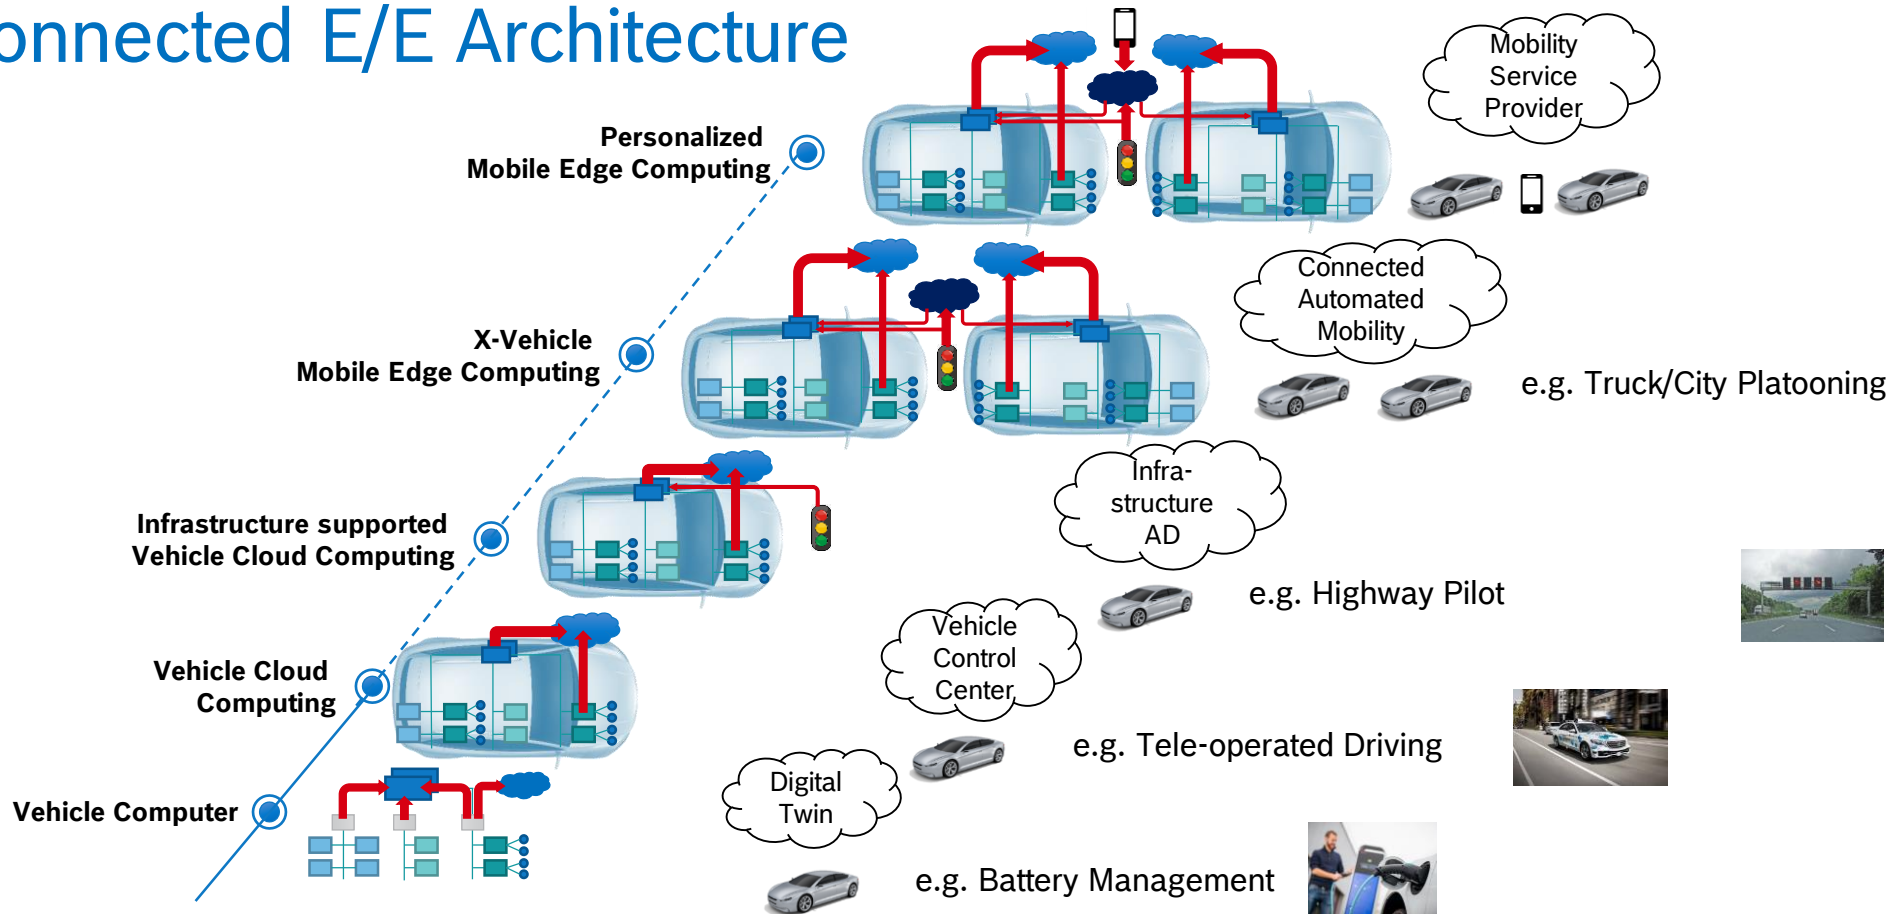 onnected E/E Architecture
Personalized
Mobile Edge Computing
Mobility
Service
Provider
X-Vehicle
Mobile Edge Computing
Connected
Automated
Mobility
e.g. Truck/City Platooning
Infrastructure supported
Vehicle Cloud Computing
Infra-
structure
AD
e.g. Highway Pilot
Vehicle Cloud
Computing
Vehicle
Control
Center
e.g. Tele-operated Driving
Vehicle Computer
Digital
Twin
e.g. Battery Management